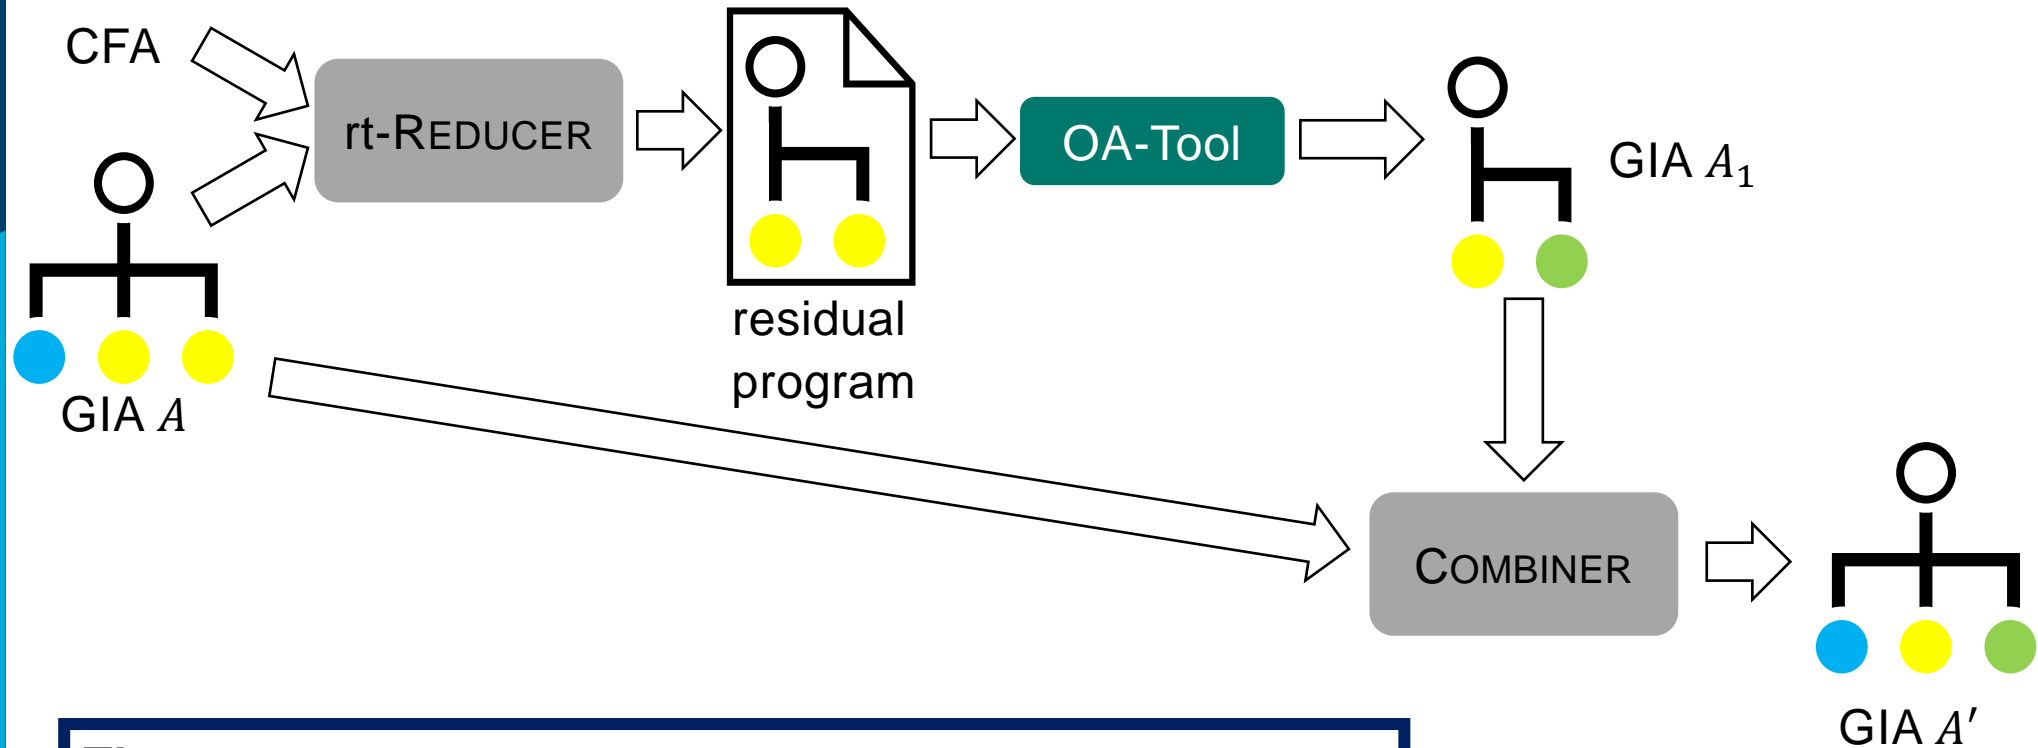 CFA
rt-REDUCER
OA-Tool
GIA A₁
residual
program
GIA A
COMBINER
GIA A′